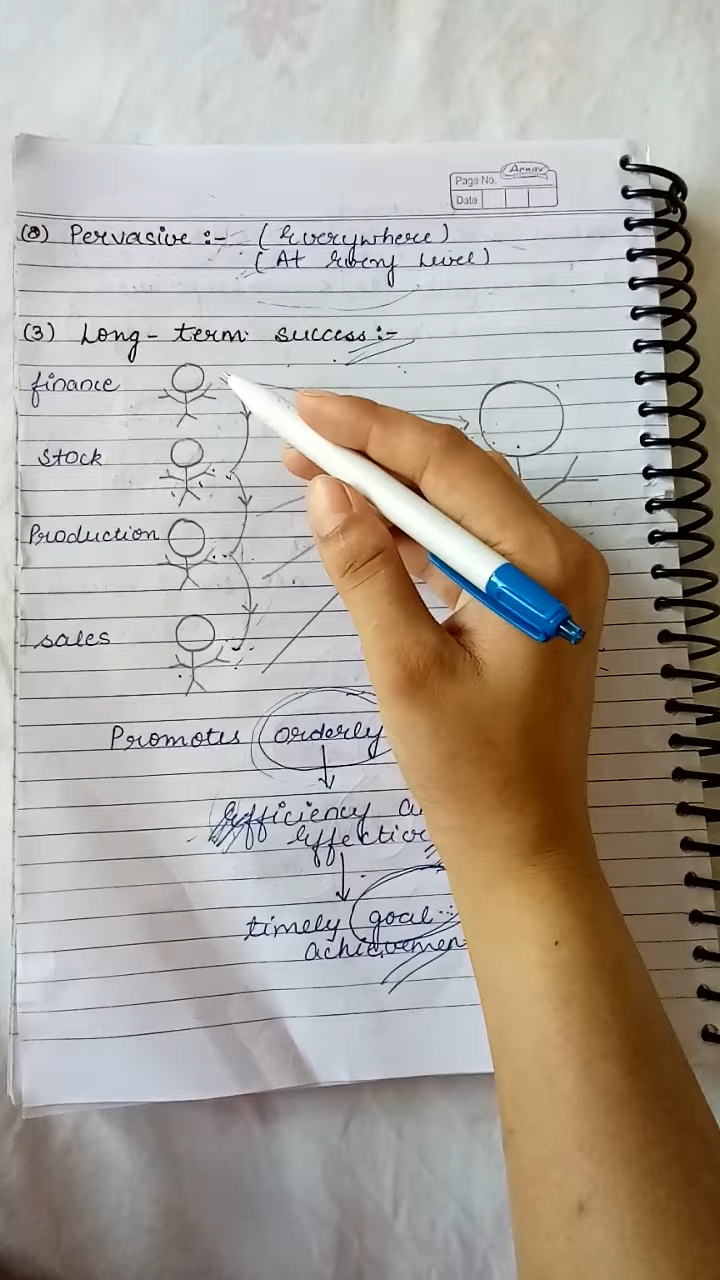 Page No.
Date
(8) Pervasive :- (Everywhere)
(At every level)
(3) Long-term success :-
finance
stock
Production
sales
Promotes orderly
Efficiency
timely goal